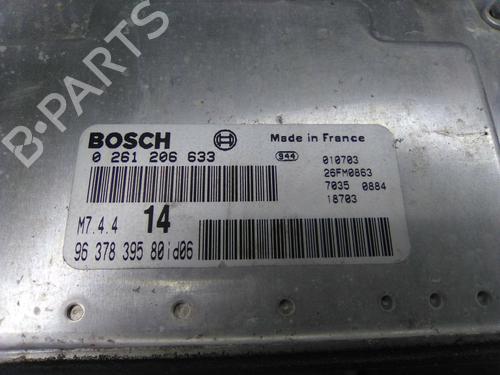 B-PARTS
BOSCH
Made in France
0 261 206 633
944
010703
26FM0863
7035 0884
18703
M7.4.4 14
96 378 395 80 id06